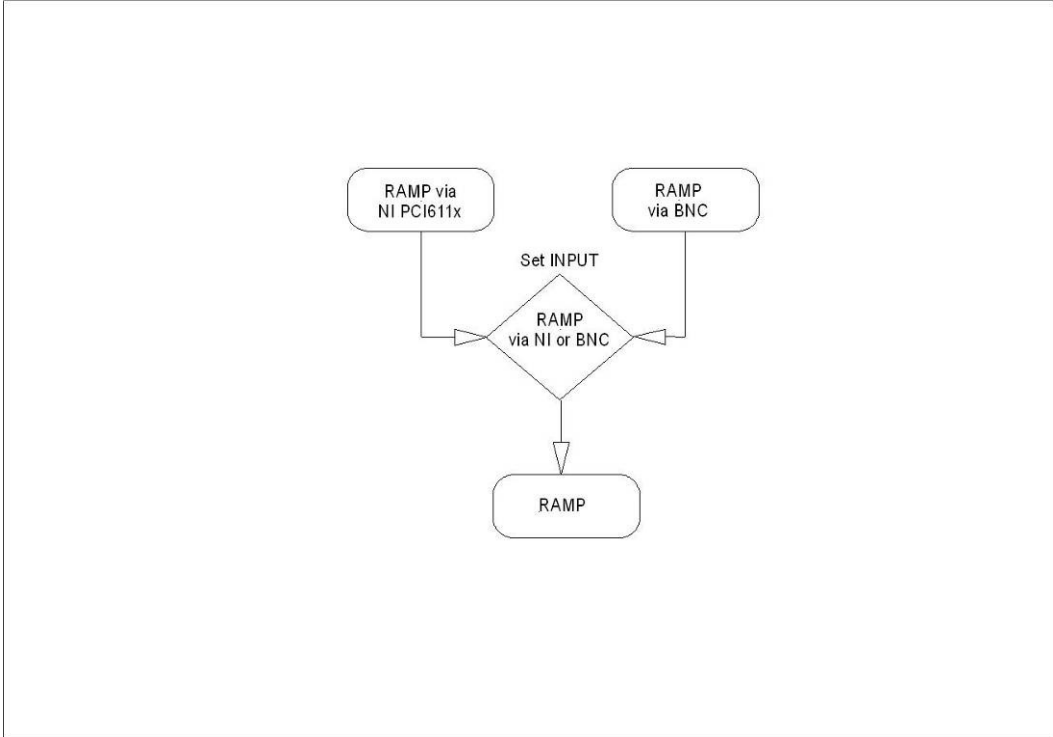 RAMP via
NI PCI611x
RAMP
via BNC
Set INPUT
RAMP
via NI or BNC
RAMP